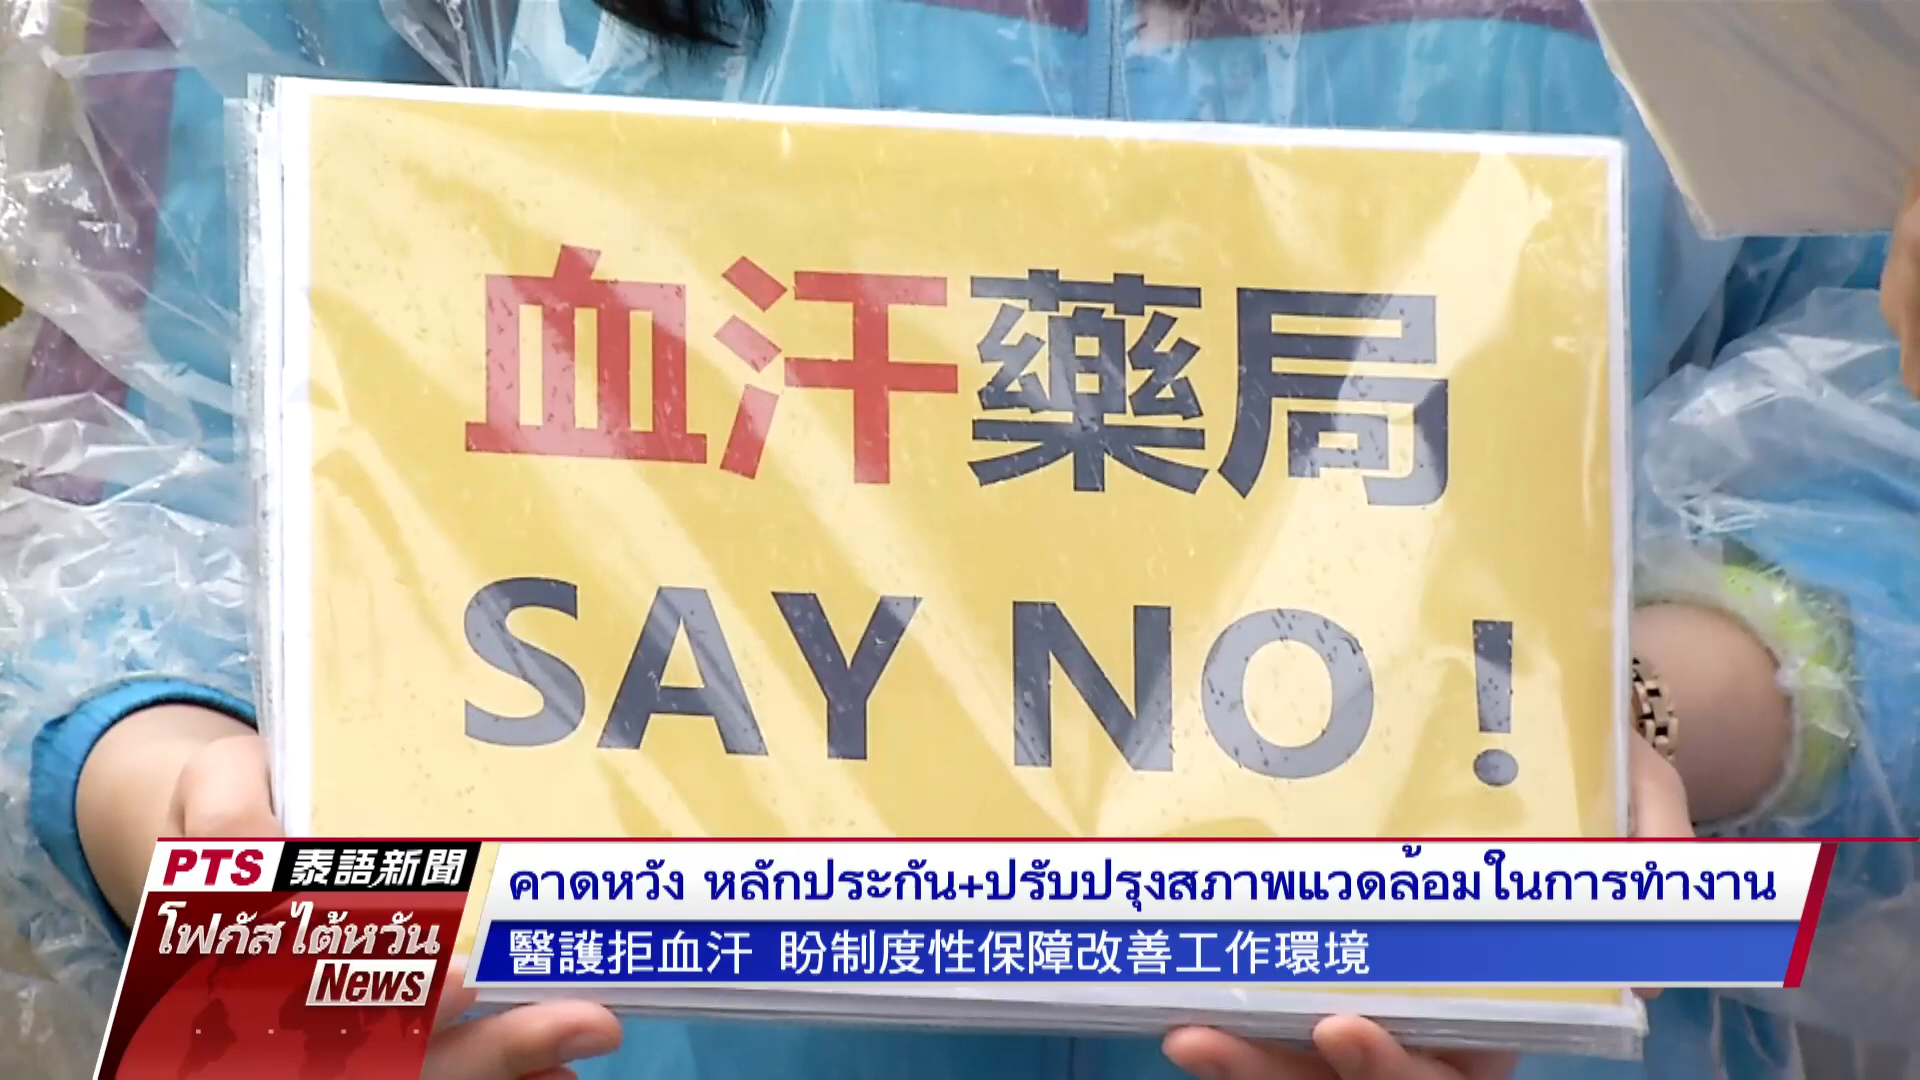 血汗藥局
SAY NO !
PTS 泰語新聞
โฟกัสไต้หวัน
News
คาดหวัง หลักประกัน+ปรับปรุงสภาพแวดล้อมในการทำงาน
醫護拒血汗 盼制度性保障改善工作環境